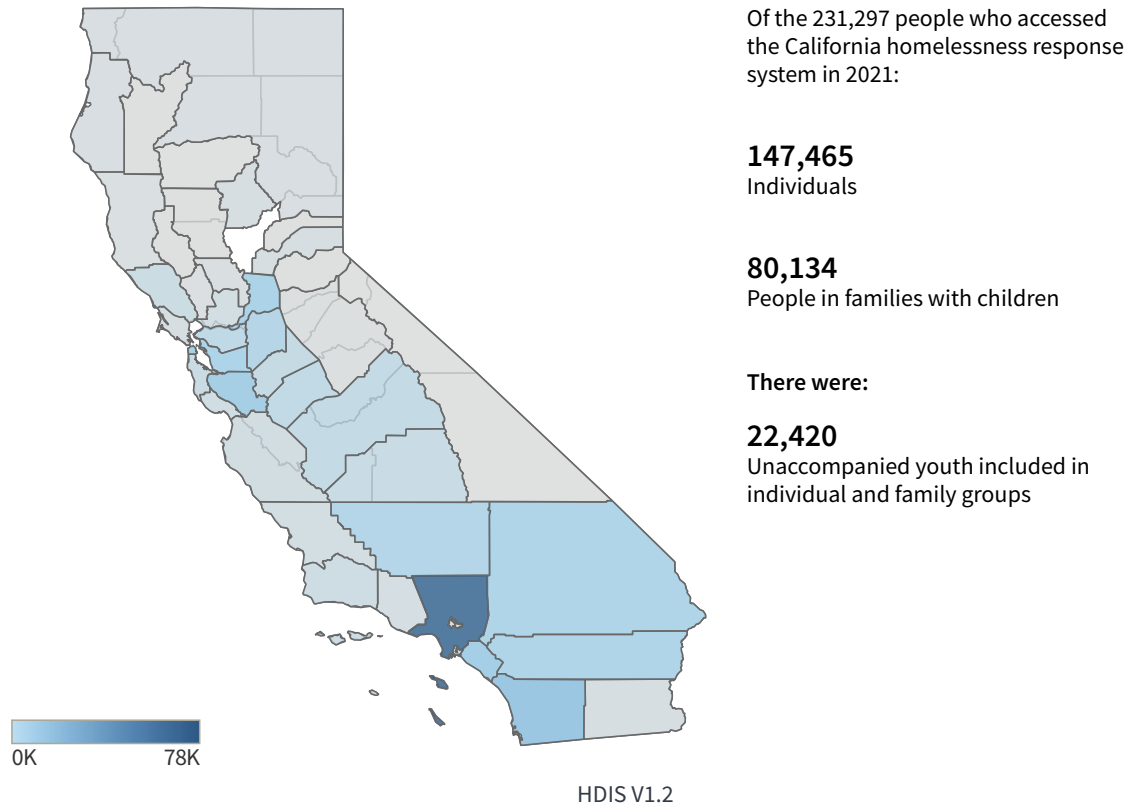 Of the 231,297 people who accessed
the California homelessness response
system in 2021:
147,465
Individuals
80,134
People in families with children
There were:
22,420
Unaccompanied youth included in
individual and family groups
0K 78K
HDIS V1.2